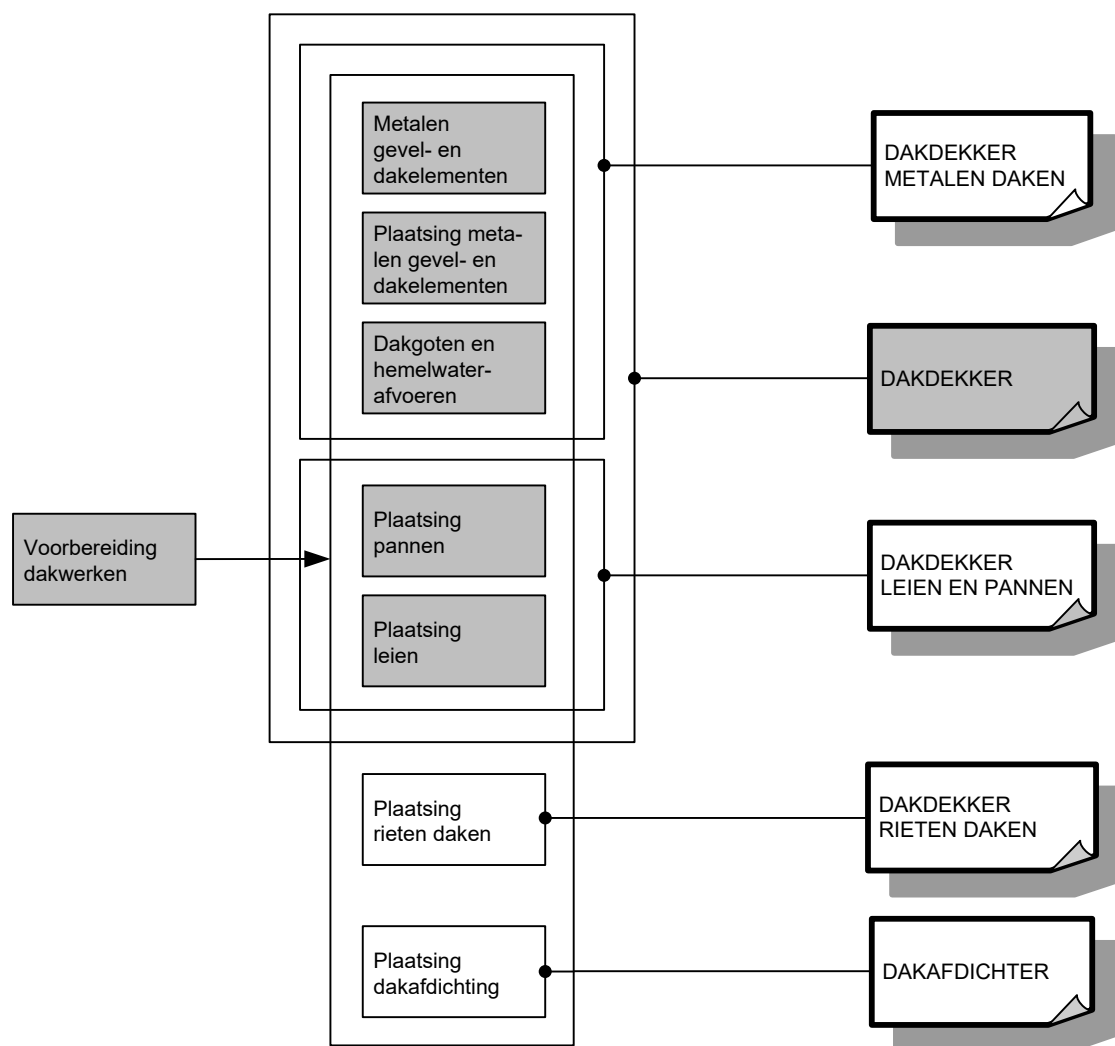 Metalen
gevel- en
dakelementen
DAKDEKKER
METALEN DAKEN
Plaatsing meta-
len gevel- en
dakelementen
Dakgoten en
hemelwater-
afvoeren
DAKDEKKER
Voorbereiding
dakwerken
Plaatsing
pannen
Plaatsing
leien
DAKDEKKER
LEIEN EN PANNEN
Plaatsing
rieten daken
DAKDEKKER
RIETEN DAKEN
Plaatsing
dakafdichting
DAKAFDICHTER